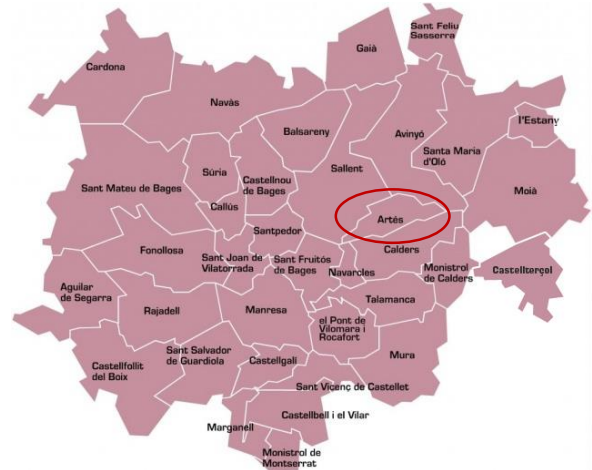 Sant Feliu
Sasserra
Gaià
Cardona
Navàs
l'Estany
Balsareny
Avinyó
Santa Maria
d'Oló
Sallent
Súria
Castellnou
de Bages
Sant Mateu de Bages
Moià
Callús
Artés
Santpedor
Fonollosa
Calders
Sant Joan de
Vilatorrada
Sant Fruitós
de Bages
Navarcles
Monistrol
de Calders
Castellterçol
Aguilar
de Segarra
Talamanca
Rajadell
Manresa
el Pont de
Vilomara i
Rocafort
Sant Salvador
de Guardiola
Mura
Castellfollit
del Boix
Castellgalí
Sant Vicenç de Castellet
Castellbell i el Vilar
Marganell
Monistrol de
Montserrat